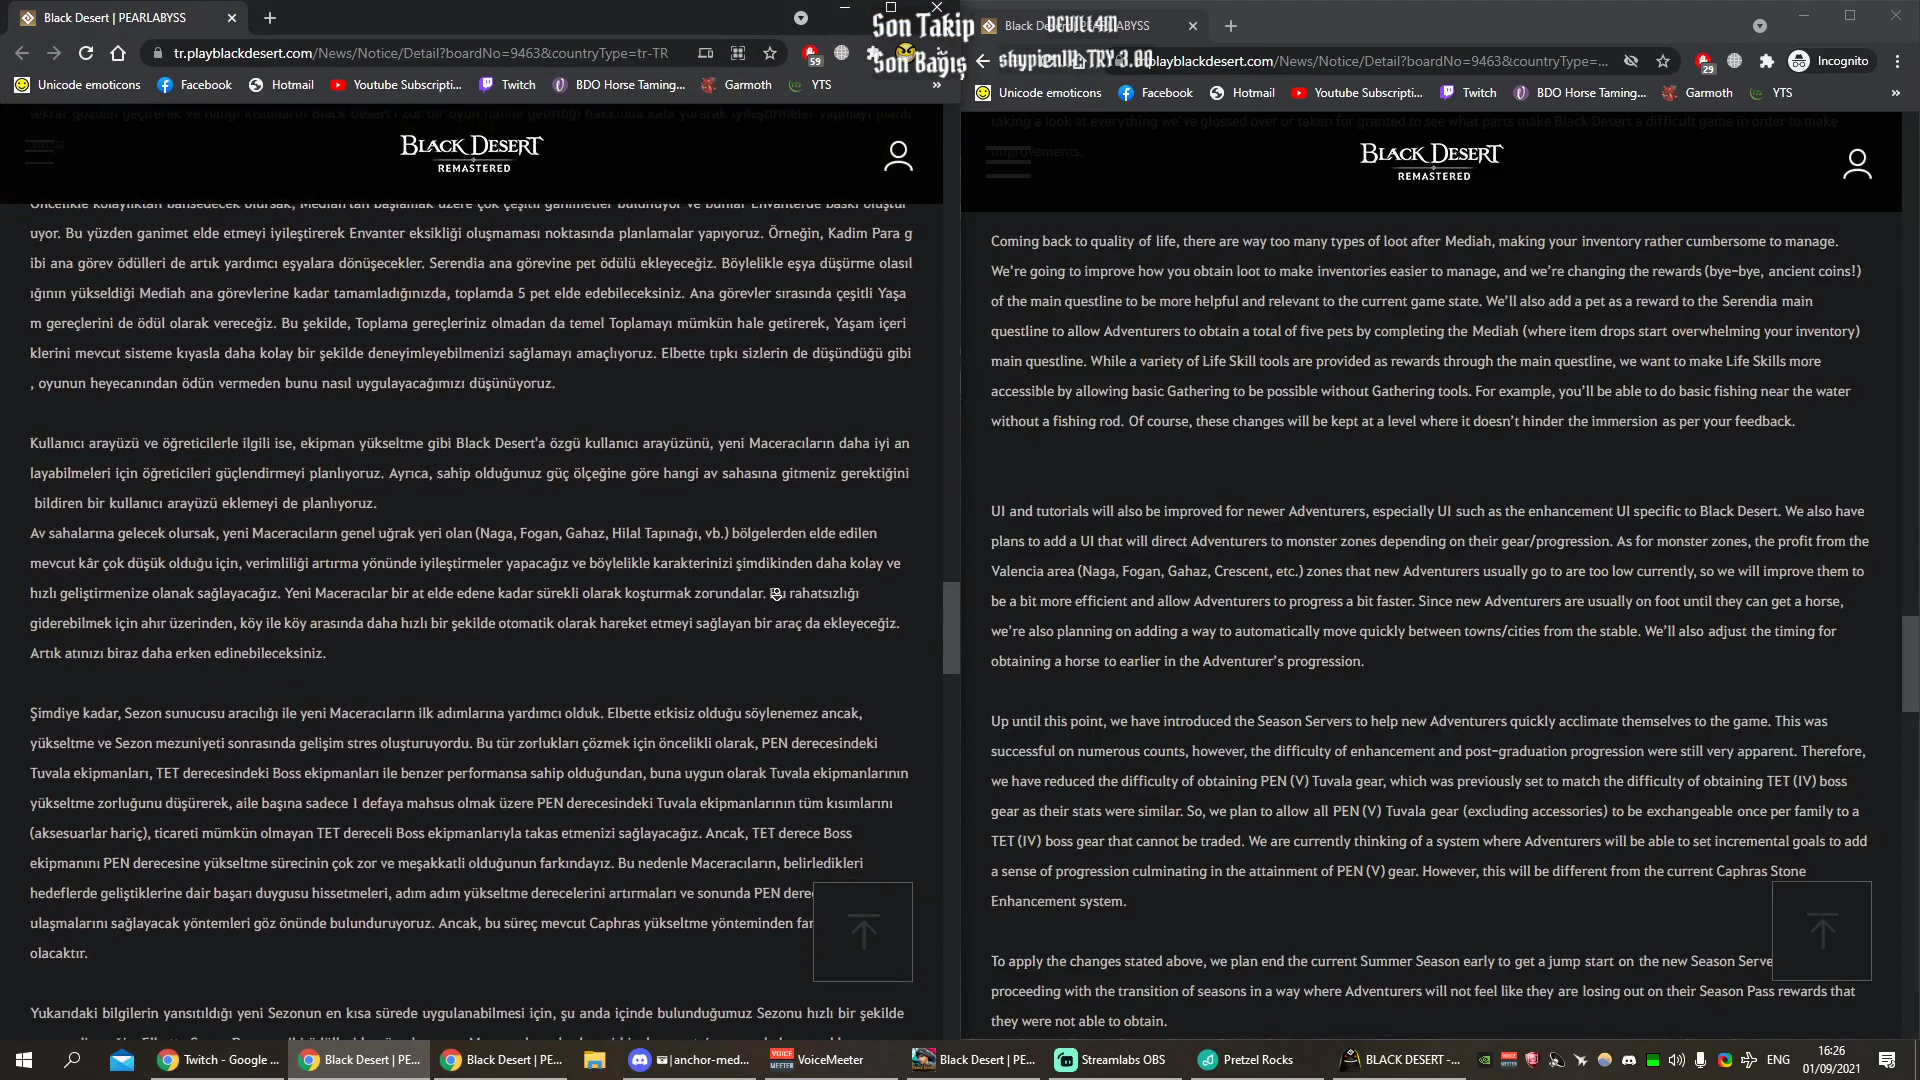 Black Desert | PEARLABYSS
tr.playblackdesert.com/News/Notice/Detail?boardNo=9463&countryType=tr-TR
59
Unicode emoticons
Facebook
Hotmail
Youtube Subscripti...
Twitch
BDO Horse Taming...
Garmoth
YTS
»
BLACK DESERT
REMASTERED
uyor. Bu yüzden ganimet elde etmeyi iyileştirerek Envanter eksikliği oluşmaması noktasında planlamalar yapıyoruz. Örneğin, Kadim Para g
ibi ana görev ödülleri de artık yardımcı eşyalara dönüşecekler. Serendia ana görevine pet ödülü ekleyeceğiz. Böylelikle eşya düşürme olasıl
ığının yükseldiği Mediah ana görevlerine kadar tamamladığınızda, toplamda 5 pet elde edebileceksiniz. Ana görevler sırasında çeşitli Yaşa
m gereçlerini de ödül olarak vereceğiz. Bu şekilde, Toplama gereçleriniz olmadan da temel Toplamayı mümkün hale getirerek, Yaşam içeri
klerini mevcut sisteme kıyasla daha kolay bir şekilde deneyimleyebilmenizi sağlamayı amaçlıyoruz. Elbette tıpkı sizlerin de düşündüğü gibi
, oyunun heyecanından ödün vermeden bunu nasıl uygulayacağımızı düşünüyoruz.
Kullanıcı arayüzü ve öğreticilerle ilgili ise, ekipman yükseltme gibi Black Desert'a özgü kullanıcı arayüzünü, yeni Maceracıların daha iyi an
layabilmeleri için öğreticileri güçlendirmeyi planlıyoruz. Ayrıca, sahip olduğunuz güç ölçeğine göre hangi av sahasına gitmeniz gerektiğini
bildiren bir kullanıcı arayüzü eklemeyi de planlıyoruz.
Av sahalarına gelecek olursak, yeni Maceracıların genel uğrak yeri olan (Naga, Fogan, Gahaz, Hilal Tapınağı, vb.) bölgelerden elde edilen
mevcut kâr çok düşük olduğu için, verimliliği artırma yönünde iyileştirmeler yapacağız ve böylelikle karakterinizi şimdikinden daha kolay ve
hızlı geliştirmenize olanak sağlayacağız. Yeni Maceracılar bir at elde edene kadar sürekli olarak koşturmak zorundalar. rahatsızlığı
giderebilmek için ahır üzerinden, köy ile köy arasında daha hızlı bir şekilde otomatik olarak hareket etmeyi sağlayan bir araç da ekleyeceğiz.
Artık atınızı biraz daha erken edinebileceksiniz.
Şimdiye kadar, Sezon sunucusu aracılığı ile yeni Maceracıların ilk adımlarına yardımcı olduk. Elbette etkisiz olduğu söylenemez ancak,
yükseltme ve Sezon mezuniyeti sonrasında gelişim stres oluşturuyordu. Bu tür zorlukları çözmek için öncelikli olarak, PEN derecesindeki
Tuvala ekipmanları, TET derecesindeki Boss ekipmanları ile benzer performansa sahip olduğundan, buna uygun olarak Tuvala ekipmanlarının
yükseltme zorluğunu düşürerek, aile başına sadece 1 defaya mahsus olmak üzere PEN derecesindeki Tuvala ekipmanlarının tüm kısımlarını
(aksesuarlar hariç), ticareti mümkün olmayan TET dereceli Boss ekipmanlarıyla takas etmenizi sağlayacağız. Ancak, TET derece Boss
ekipmanını PEN derecesine yükseltme sürecinin çok zor ve meşakkatli olduğunun farkındayız. Bu nedenle Maceracıların, belirledikleri
hedeflerde geliştiklerine dair başarı duygusu hissetmeleri, adım adım yükseltme derecelerini artırmaları ve sonunda PEN
ulaşmalarını sağlayacak yöntemleri göz önünde bulunduruyoruz. Ancak, bu süreç mevcut Caphras yükseltme yönteminden
olacaktır.
Yukarıdaki bilgilerin yansıtıldığı yeni Sezonun en kısa sürede uygulanabilmesi için, şu anda içinde bulunduğumuz Sezonu hızlı bir şekilde
Son Takip
Son Bağış
stypien1k TRY 3.00
Black Desert ABYSS
playblackdesert.com/News/Notice/Detail?boardNo=9463&countryType=...
29
Incognito
Unicode emoticons
Facebook
Hotmail
Youtube Subscripti...
Twitch
BDO Horse Taming...
Garmoth
YTS
»
taking a look at everything we've glossed over or taken for granted to see what parts make Black Desert a difficult game in order to make
improvements.
BLACK DESERT
REMASTERED
Coming back to quality of life, there are way too many types of loot after Mediah, making your inventory rather cumbersome to manage.
We're going to improve how you obtain loot to make inventories easier to manage, and we're changing the rewards (bye-bye, ancient coins!)
of the main questline to be more helpful and relevant to the current game state. We'll also add a pet as a reward to the Serendia main
questline to allow Adventurers to obtain a total of five pets by completing the Mediah (where item drops start overwhelming your inventory)
main questline. While a variety of Life Skill tools are provided as rewards through the main questline, we want to make Life Skills more
accessible by allowing basic Gathering to be possible without Gathering tools. For example, you'll be able to do basic fishing near the water
without a fishing rod. Of course, these changes will be kept at a level where it doesn't hinder the immersion as per your feedback.
UI and tutorials will also be improved for newer Adventurers, especially UI such as the enhancement UI specific to Black Desert. We also have
plans to add a UI that will direct Adventurers to monster zones depending on their gear/progression. As for monster zones, the profit from the
Valencia area (Naga, Fogan, Gahaz, Crescent, etc.) zones that new Adventurers usually go to are too low currently, so we will improve them to
be a bit more efficient and allow Adventurers to progress a bit faster. Since new Adventurers are usually on foot until they can get a horse,
we're also planning on adding a way to automatically move quickly between towns/cities from the stable. We'll also adjust the timing for
obtaining a horse to earlier in the Adventurer's progression.
Up until this point, we have introduced the Season Servers to help new Adventurers quickly acclimate themselves to the game. This was
successful on numerous counts, however, the difficulty of enhancement and post-graduation progression were still very apparent. Therefore,
we have reduced the difficulty of obtaining PEN (V) Tuvala gear, which was previously set to match the difficulty of obtaining TET (IV) boss
gear as their stats were similar. So, we plan to allow all PEN (V) Tuvala gear (excluding accessories) to be exchangeable once per family to a
TET (IV) boss gear that cannot be traded. We are currently thinking of a system where Adventurers will be able to set incremental goals to add
a sense of progression culminating in the attainment of PEN (V) gear. However, this will be different from the current Caphras Stone
Enhancement system.
To apply the changes stated above, we plan end the current Summer Season early to get a jump start on the new Season
proceeding with the transition of seasons in a way where Adventurers will not feel like they are losing out on their Season Pass rewards that
they were not able to obtain.
Twitch - Google ...
Black Desert | PE...
Black Desert | PE...
|anchor-med...
VoiceMeeter
Black Desert | PE...
Streamlabs OBS
Pretzel Rocks
BLACK DESERT -...
ENG
16:26
01/09/2021